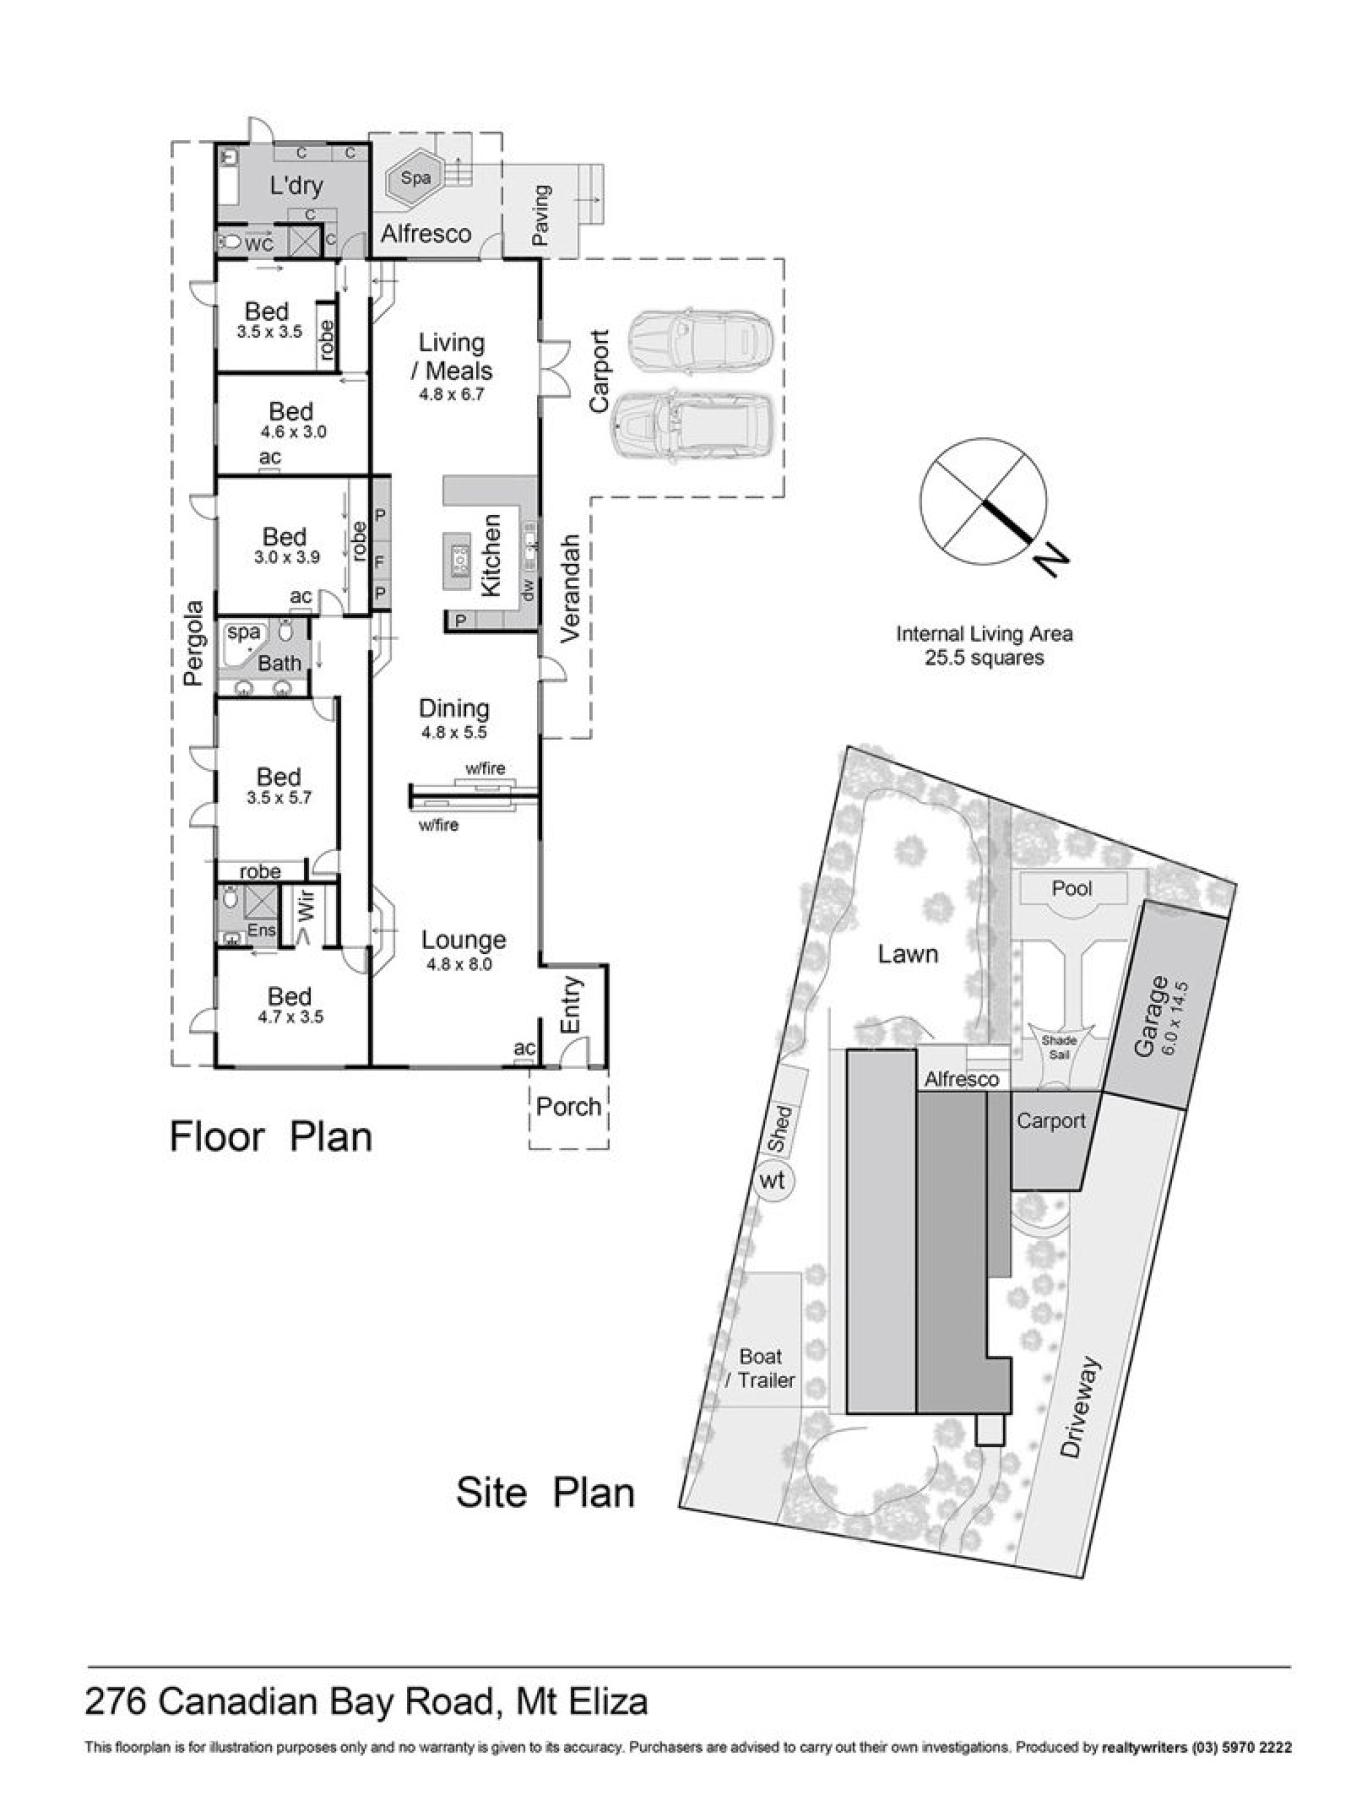 C
C
L'dry
C
C
WC
Spa
Alfresco
Paving
Bed
3.5 x 3.5
robe
Living
/ Meals
4.8 x 6.7
Carport
Bed
4.6 x 3.0
ac
Bed
3.0 x 3.9
robe
ac
P
F
P
Kitchen
dw
P
Verandah
Pergola
spa
Bath
Dining
4.8 x 5.5
w/fire
w/fire
Bed
3.5 x 5.7
robe
Ens
Wir
Lounge
4.8 x 8.0
Bed
4.7 x 3.5
Entry
ac
Porch
Floor Plan
N
Internal Living Area
25.5 squares
Pool
Lawn
Garage
6.0 x 14.5
Shade
Sail
Alfresco
Carport
Shed
wt
Boat
/ Trailer
Driveway
Site Plan
276 Canadian Bay Road, Mt Eliza
This floorplan is for illustration purposes only and no warranty is given to its accuracy. Purchasers are advised to carry out their own investigations. Produced by realtywriters (03) 5970 2222